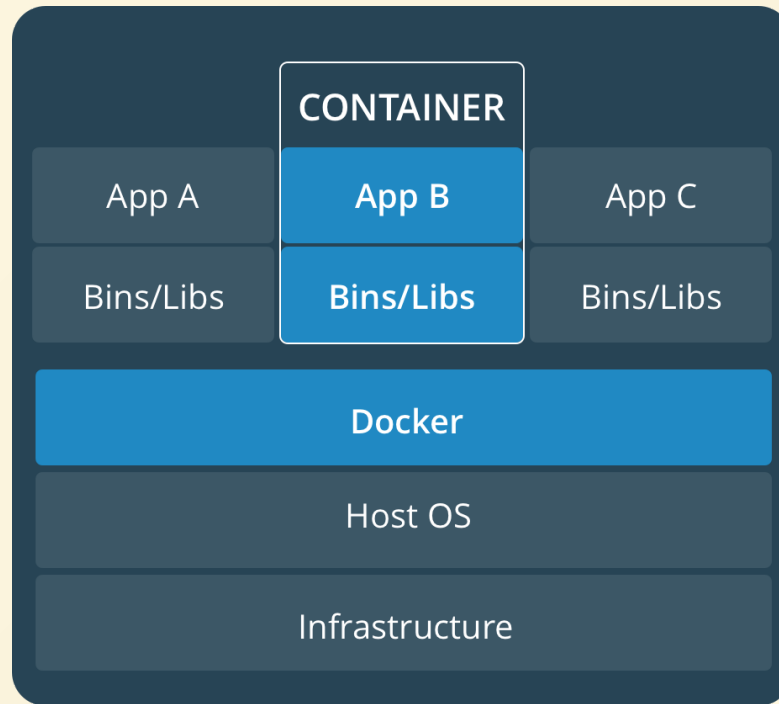 CONTAINER
App A
App B
App C
Bins/Libs
Bins/Libs
Bins/Libs
Docker
Host OS
Infrastructure